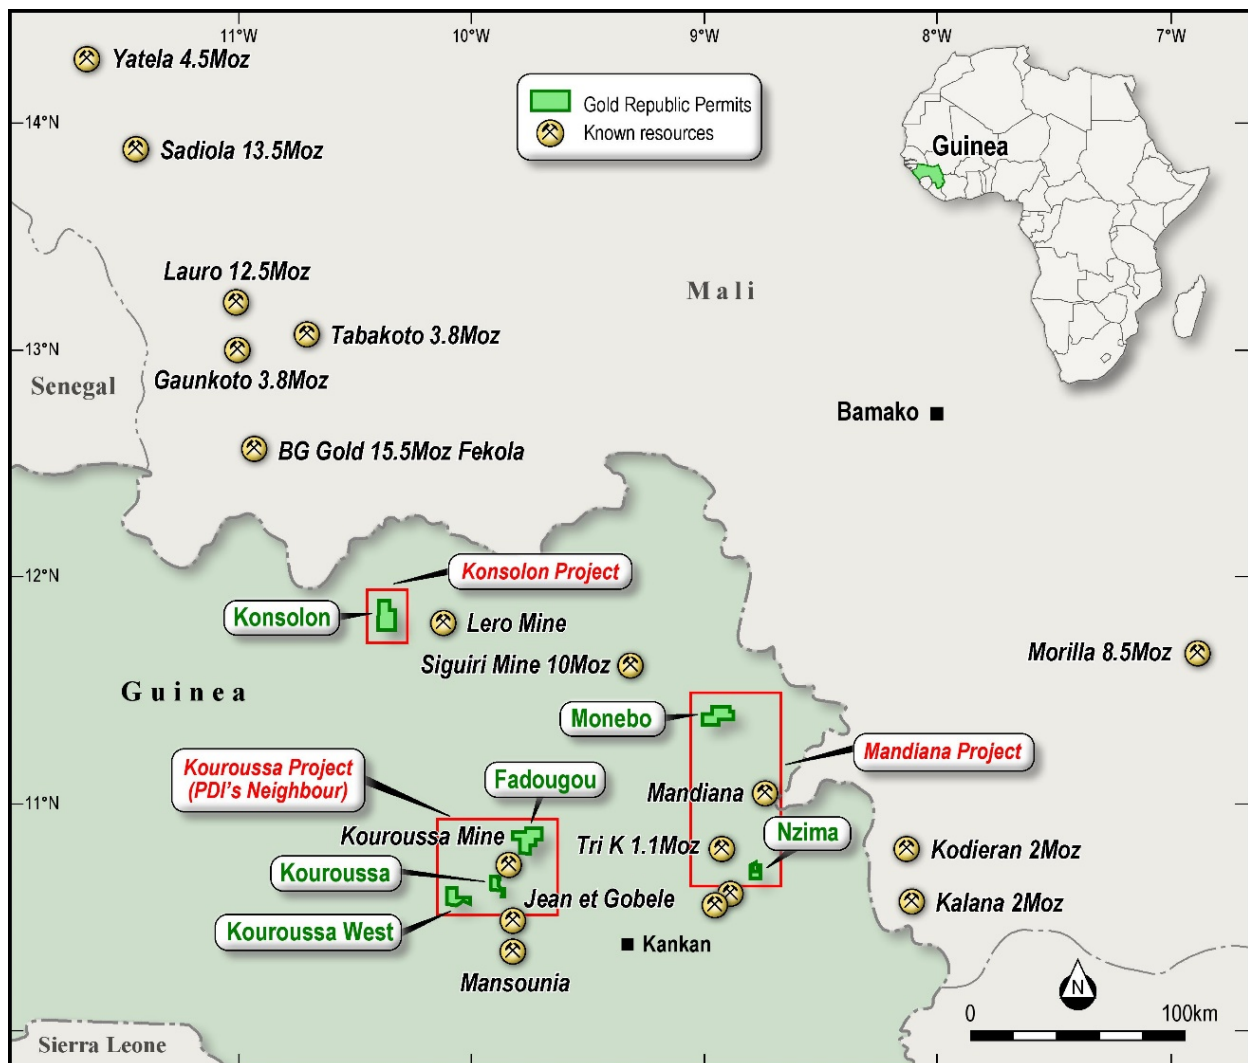 11°W
10°W
9°W
8°W
7°W
Yatela 4.5Moz
Gold Republic Permits
Known resources
14°N
Sadiola 13.5Moz
Guinea
Lauro 12.5Moz
Mali
Tabakoto 3.8Moz
13°N
Gaunkoto 3.8Moz
Senegal
Bamako
BG Gold 15.5Moz Fekola
12°N
Konsolon Project
Konsolon
Lero Mine
Siguiri Mine 10Moz
Morilla 8.5Moz
Guinea
Monebo
Mandiana Project
Kouroussa Project
(PDI's Neighbour)
Fadougou
Mandiana
11°N
Kouroussa Mine
Tri K 1.1Moz
Nzima
Kodieran 2Moz
Kouroussa
Jean et Gobele
Kalana 2Moz
Kouroussa West
Kankan
Mansounia
N
0
100km
Sierra Leone